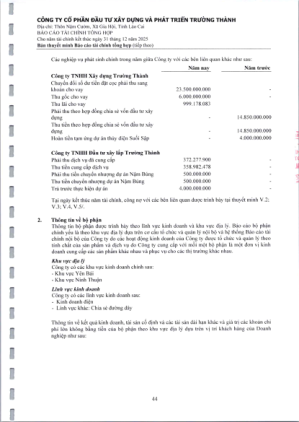 CÔNG TY CỔ PHẦN ĐẦU TƯ XÂY DỰNG VÀ PHÁT TRIỂN TRƯỜNG THÀNH
Địa chỉ: Thôn Nậm Cưởm, Xã Gia Hội, Tỉnh Lào Cai
BÁO CÁO TÀI CHÍNH TỔNG HỢP
Cho năm tài chính kết thúc ngày 31 tháng 12 năm 2025
Bản thuyết minh Báo cáo tài chính tổng hợp (tiếp theo)
Các nghiệp vụ phát sinh chính trong năm giữa Công ty với các bên liên quan khác như sau:
Năm nay Năm trước
Công ty TNHH Xây dựng Trường Thành
Chuyển đổi số dư tiền đặt cọc phải thu sang
khoản cho vay 23.500.000.000 -
Thu gốc cho vay 6.000.000.000 -
Thu lãi cho vay 999.178.083 -
Phải thu theo hợp đồng chia sẻ vốn đầu tư xây
dựng - 14.850.000.000
Thu tiền theo hợp đồng chia sẻ vốn đầu tư xây
dựng - 14.850.000.000
Hoàn tiền tạm ứng dự án thủy điện Suối Sập - 4.000.000.000
Công ty TNHH Đầu tư xây lắp Trường Thành
Phải thu dịch vụ đã cung cấp 372.277.900 -
Thu tiền cung cấp dịch vụ 358.982.478 -
Phải thu tiền chuyển nhượng dự án Nậm Búng 500.000.000 -
Thu tiền chuyển nhượng dự án Nậm Búng 500.000.000 -
Trả trước thực hiện dự án 4.000.000.000 -
Tại ngày kết thúc năm tài chính, công nợ với các bên liên quan được trình bày tại thuyết minh V.2;
V.3; V.4; V.5;
2. Thông tin về bộ phận
Thông tin bộ phận được trình bày theo lĩnh vực kinh doanh và khu vực địa lý. Báo cáo bộ phận
chính yếu là theo khu vực địa lý dựa trên cơ cấu tổ chức và quản lý nội bộ và hệ thống Báo cáo tài
chính nội bộ của Công ty do các hoạt động kinh doanh của Công ty được tổ chức và quản lý theo
tính chất của sản phẩm và dịch vụ do Công ty cung cấp với mỗi một bộ phận là một đơn vị kinh
doanh cung cấp các sản phẩm khác nhau và phục vụ cho các thị trường khác nhau.
Khu vực địa lý
Công ty có các khu vực kinh doanh chính sau:
- Khu vực Yên Bái
- Khu vực Ninh Thuận
Lĩnh vực kinh doanh
Công ty có các lĩnh vực kinh doanh sau:
- Kinh doanh điện
- Lĩnh vực khác: Chia sẻ đường dây
Thông tin về kết quả kinh doanh, tài sản cố định và các tài sản dài hạn khác và giá trị các khoản chi
phí lớn không bằng tiền của bộ phận theo khu vực địa lý dựa trên vị trí khách hàng của Doanh
nghiệp như sau:
44